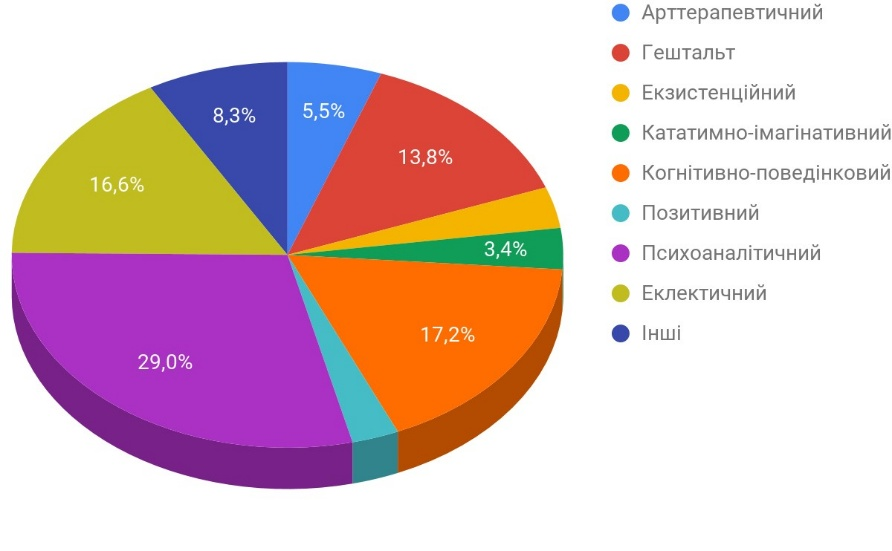 Арттерапевтичний
Гештальт
Екзистенційний
Кататимно-імагінативний
Когнітивно-поведінковий
Позитивний
Психоаналітичний
Еклектичний
Інші
8,3%
5,5%
13,8%
16,6%
3,4%
17,2%
29,0%